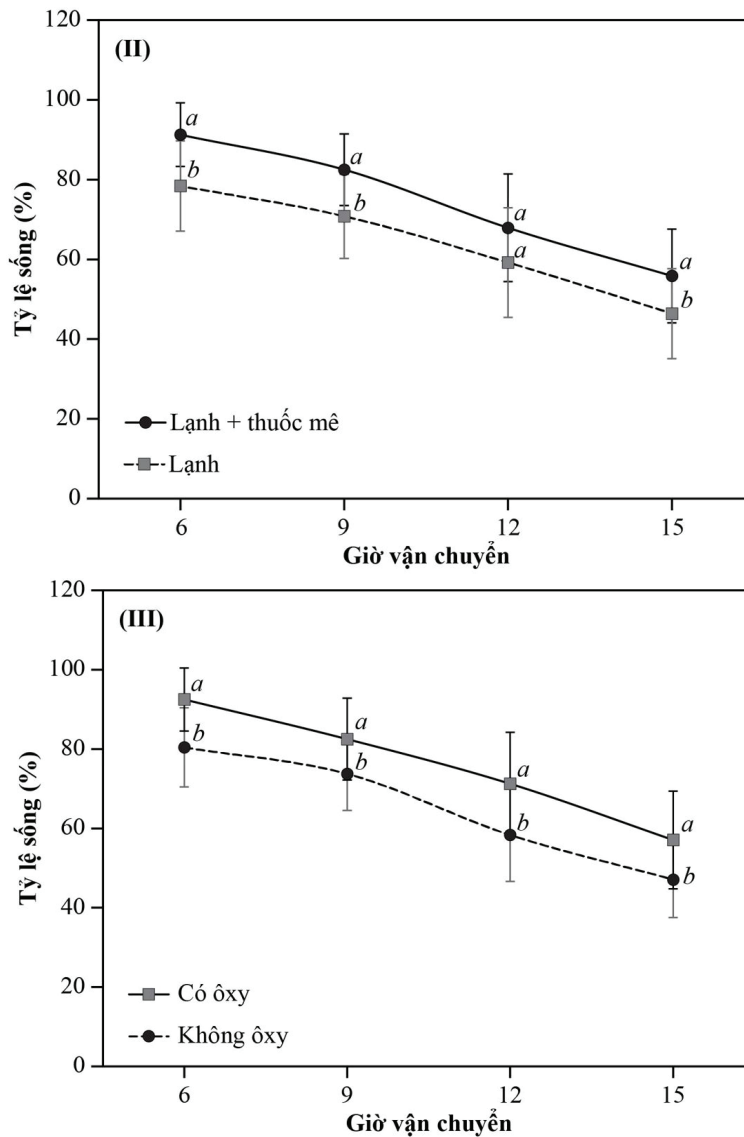 120
(II)
100
a
a
80
b
b
a
60
a
a
b
40
20
0
Tỷ lệ sống (%)
Lạnh + thuốc mê
Lạnh
6 9 12 15
Giờ vận chuyển
120
(III)
100
a
a
80
b
b
a
60
b
a
b
40
20
0
Tỷ lệ sống (%)
Có ôxy
Không ôxy
6 9 12 15
Giờ vận chuyển